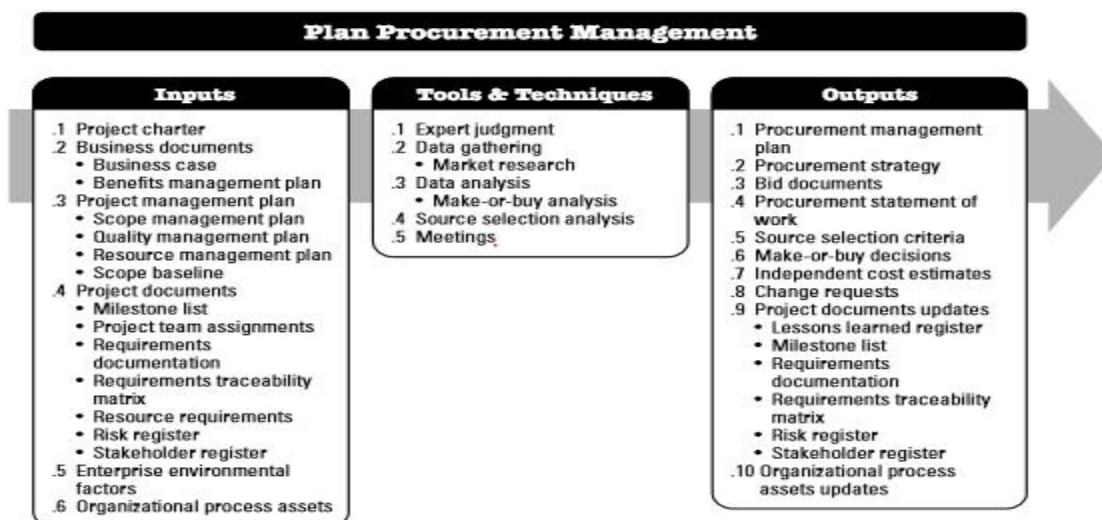 Plan Procurement Management
Inputs
.1 Project charter
.2 Business documents
• Business case
• Benefits management plan
.3 Project management plan
• Scope management plan
• Quality management plan
• Resource management plan
• Scope baseline
.4 Project documents
• Milestone list
• Project team assignments
• Requirements
documentation
• Requirements traceability
matrix
• Resource requirements
• Risk register
• Stakeholder register
.5 Enterprise environmental
factors
.6 Organizational process assets
Tools & Techniques
.1 Expert judgment
.2 Data gathering
• Market research
.3 Data analysis
• Make-or-buy analysis
.4 Source selection analysis
.5 Meetings
Outputs
.1 Procurement management
plan
.2 Procurement strategy
.3 Bid documents
.4 Procurement statement of
work
.5 Source selection criteria
.6 Make-or-buy decisions
.7 Independent cost estimates
.8 Change requests
.9 Project documents updates
• Lessons learned register
• Milestone list
• Requirements
documentation
• Requirements traceability
matrix
• Risk register
• Stakeholder register
.10 Organizational process
assets updates